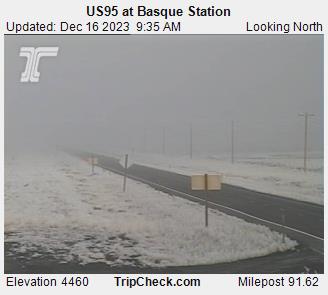 US95 at Basque Station
Updated: Dec 16 2023 9:35 AM Looking North
Elevation 4460 TripCheck.com Milepost 91.62